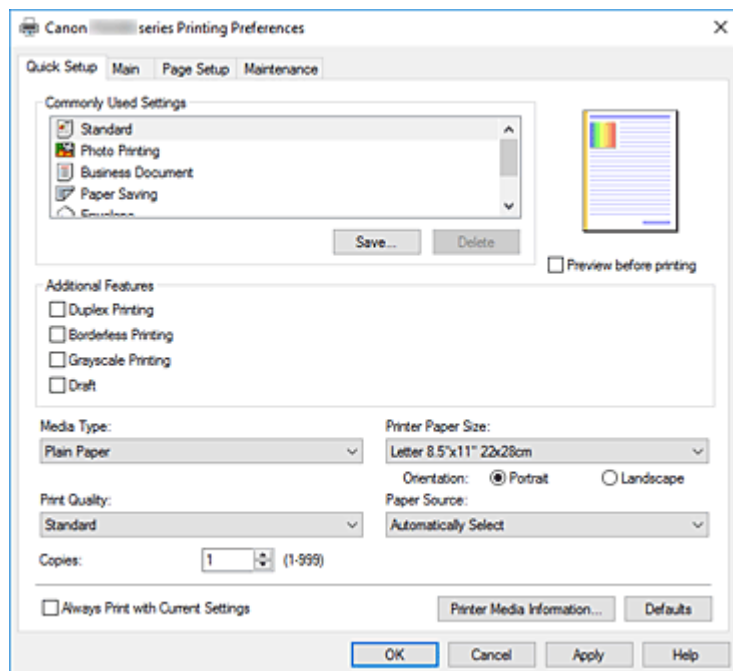 Canon series Printing Preferences
Quick Setup Main Page Setup Maintenance
Commonly Used Settings
Standard
Photo Printing
Business Document
Paper Saving
Envelope
Save... Delete
Preview before printing
Additional Features
Duplex Printing
Borderless Printing
Grayscale Printing
Draft
Media Type: Printer Paper Size:
Plain Paper Letter 8.5"x11" 22x28cm
Orientation: Portrait Landscape
Print Quality: Paper Source:
Standard Automatically Select
Copies: 1 (1-999)
Always Print with Current Settings Printer Media Information... Defaults
OK Cancel Apply Help